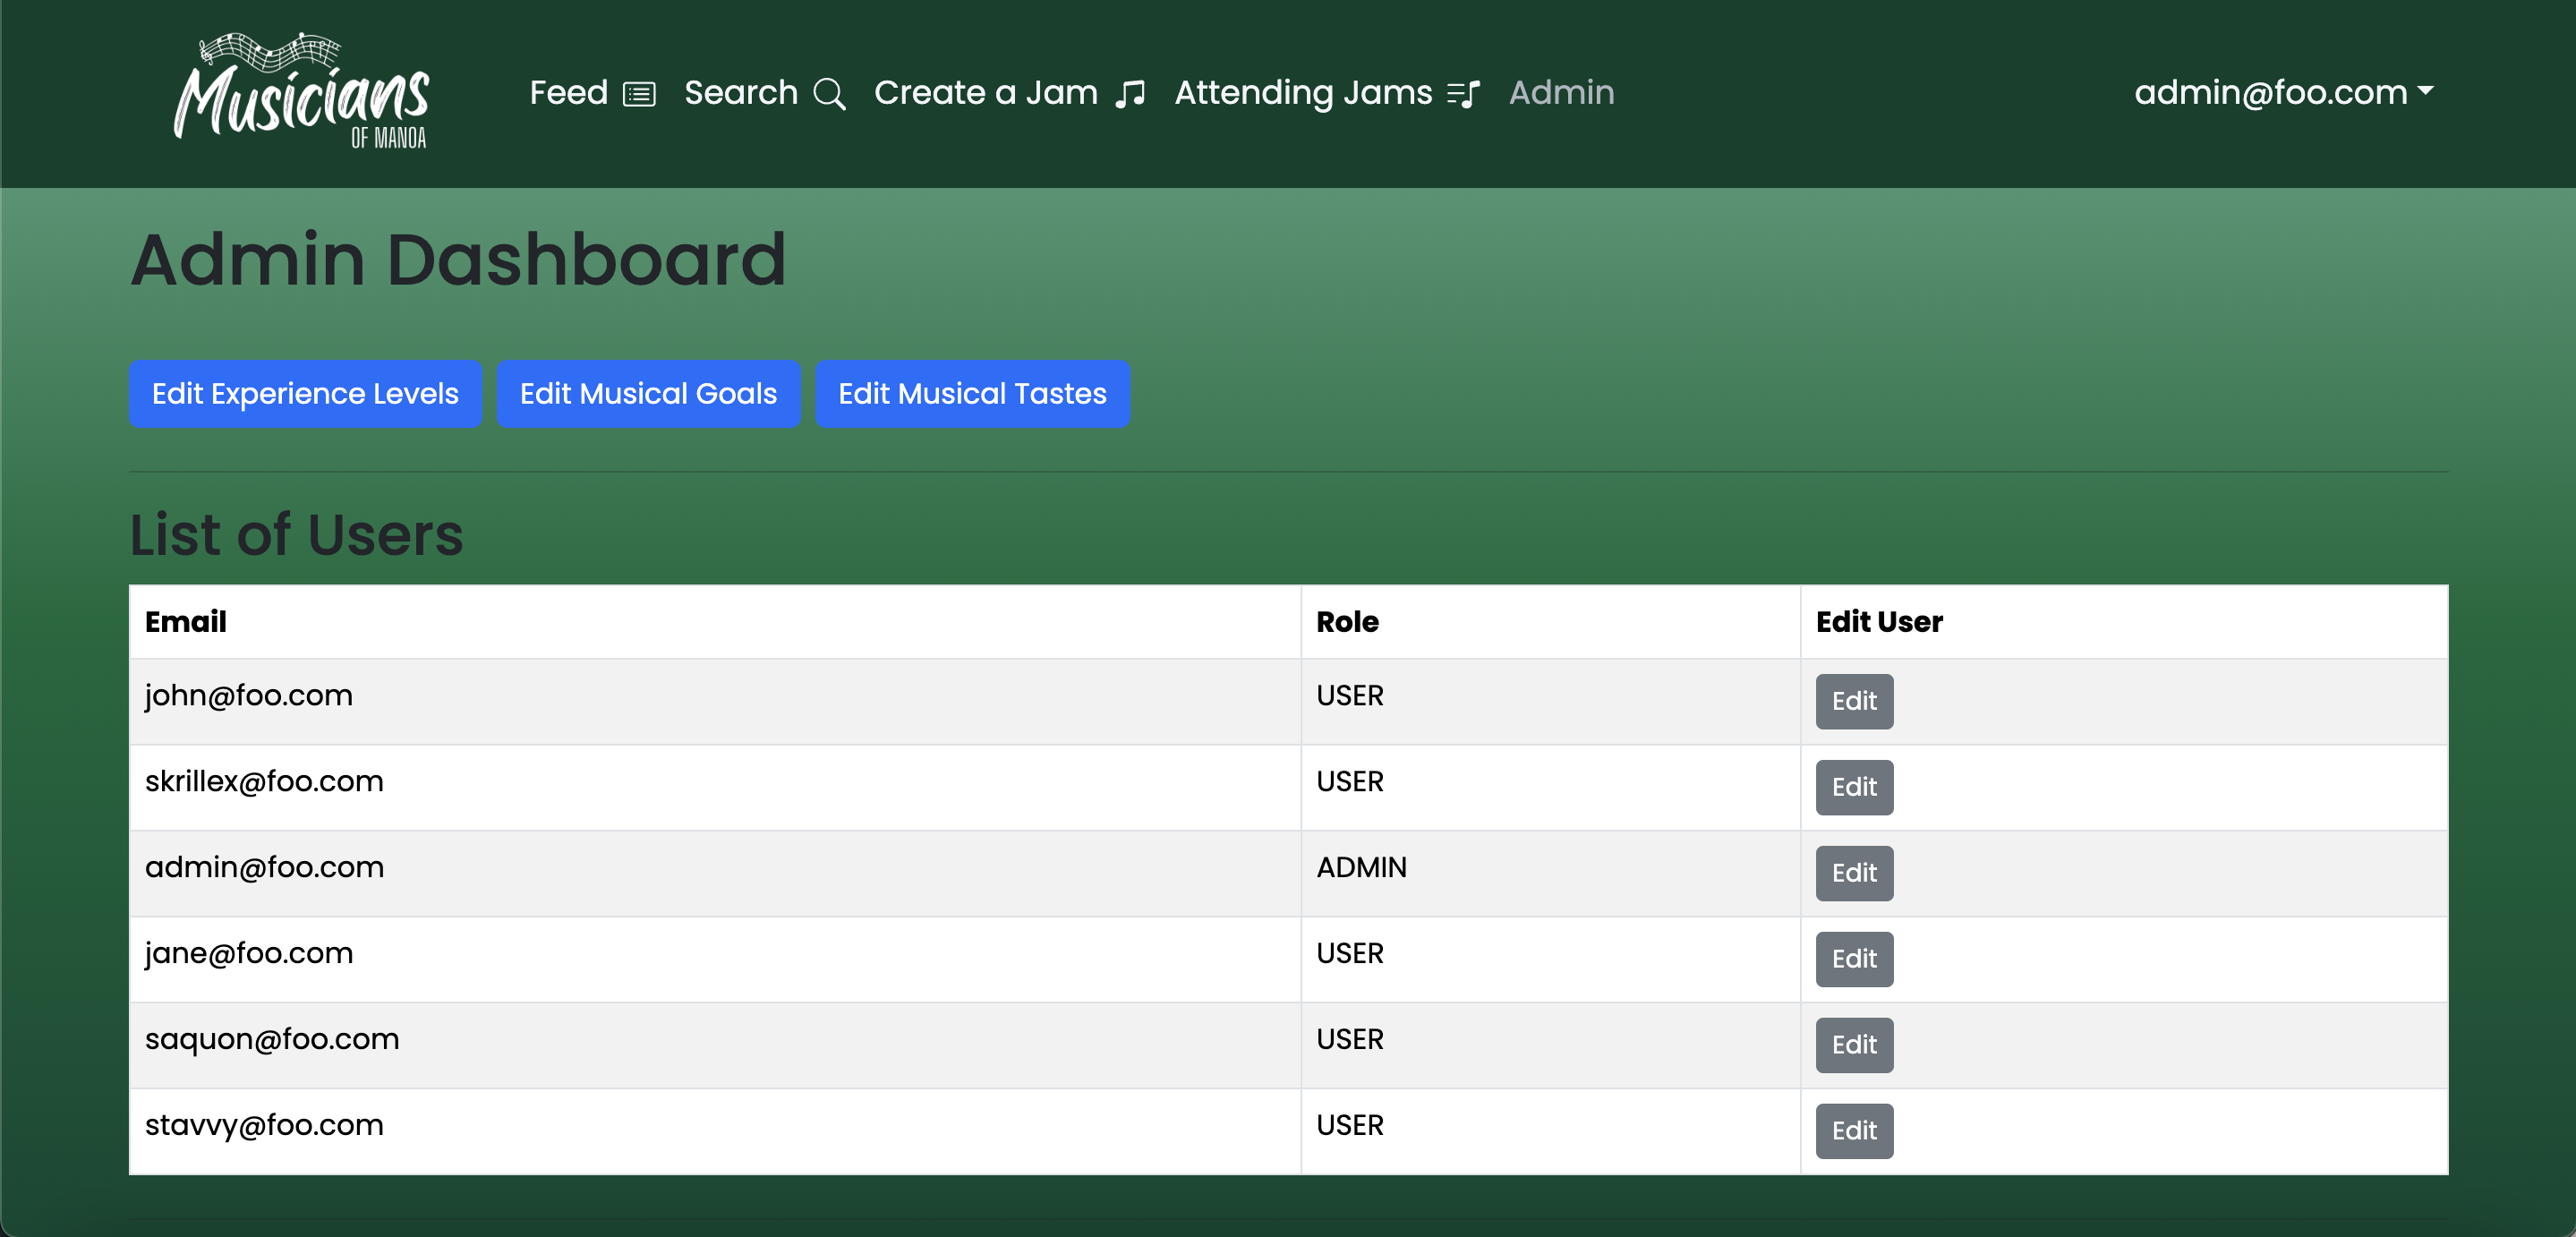 Musicians
OF MANOA
Feed Search Create a Jam Attending Jams Admin admin@foo.com
Admin Dashboard
Edit Experience Levels Edit Musical Goals Edit Musical Tastes
List of Users
Email Role Edit User
john@foo.com USER Edit
skrillex@foo.com USER Edit
admin@foo.com ADMIN Edit
jane@foo.com USER Edit
saquon@foo.com USER Edit
stavvy@foo.com USER Edit